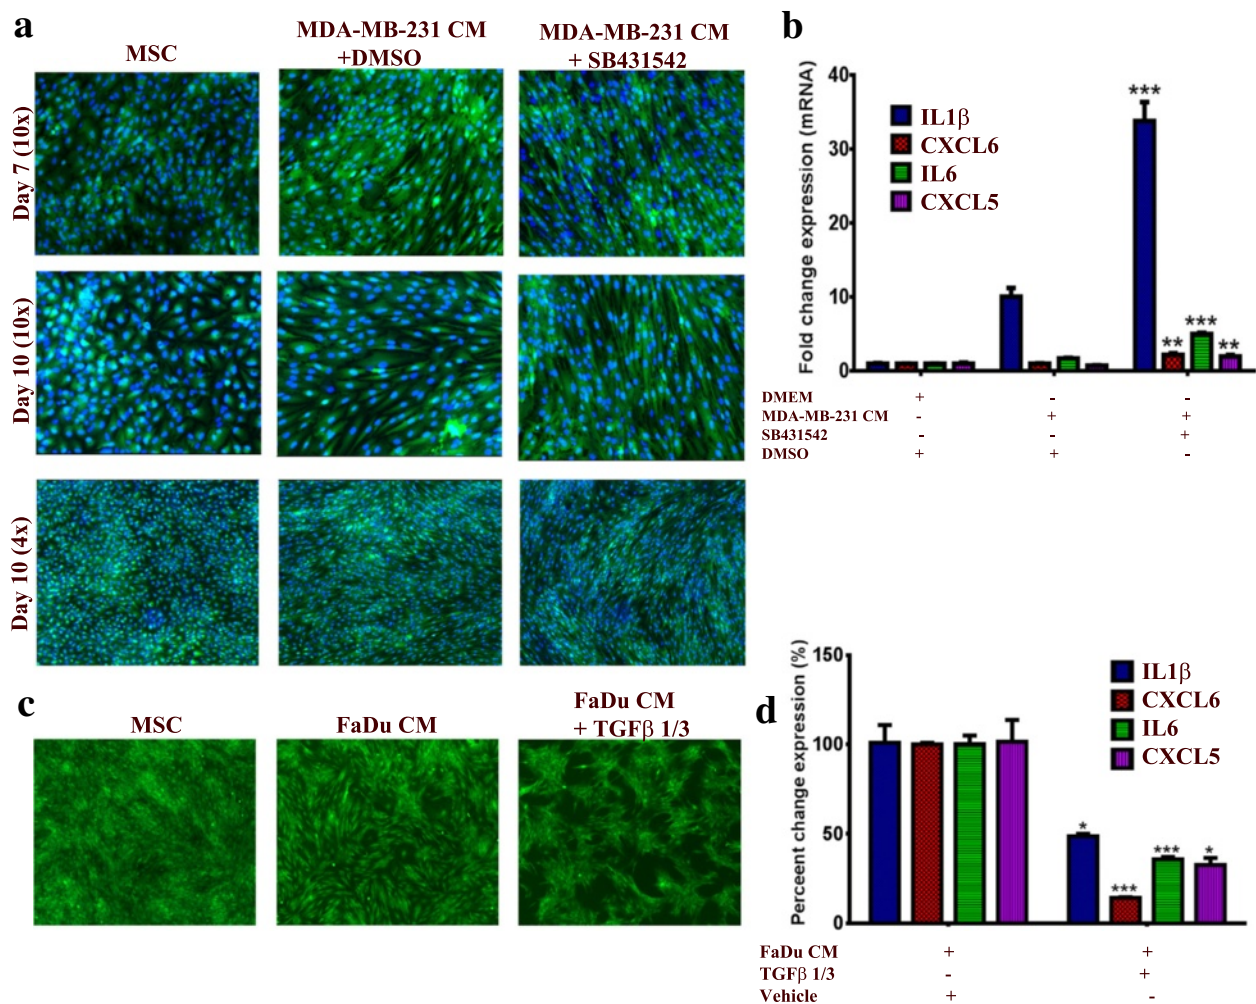 a
MSC
MDA-MB-231 CM
+DMSO
MDA-MB-231 CM
+ SB431542
Day 7 (10x)
Day 10 (10x)
Day 10 (4x)
b
Fold change expression (mRNA)
40
30
20
10
0
IL1β
CXCL6
IL6
CXCL5
***
**
***
**
DMEM + - -
MDA-MB-231 CM - + +
SB431542 - - +
DMSO + + -
c
MSC
FaDu CM
FaDu CM
+ TGFβ 1/3
d
Perceent change expression (%)
150
100
50
0
IL1β
CXCL6
IL6
CXCL5
*
***
***
*
FaDu CM + +
TGFβ 1/3 - +
Vehicle + -